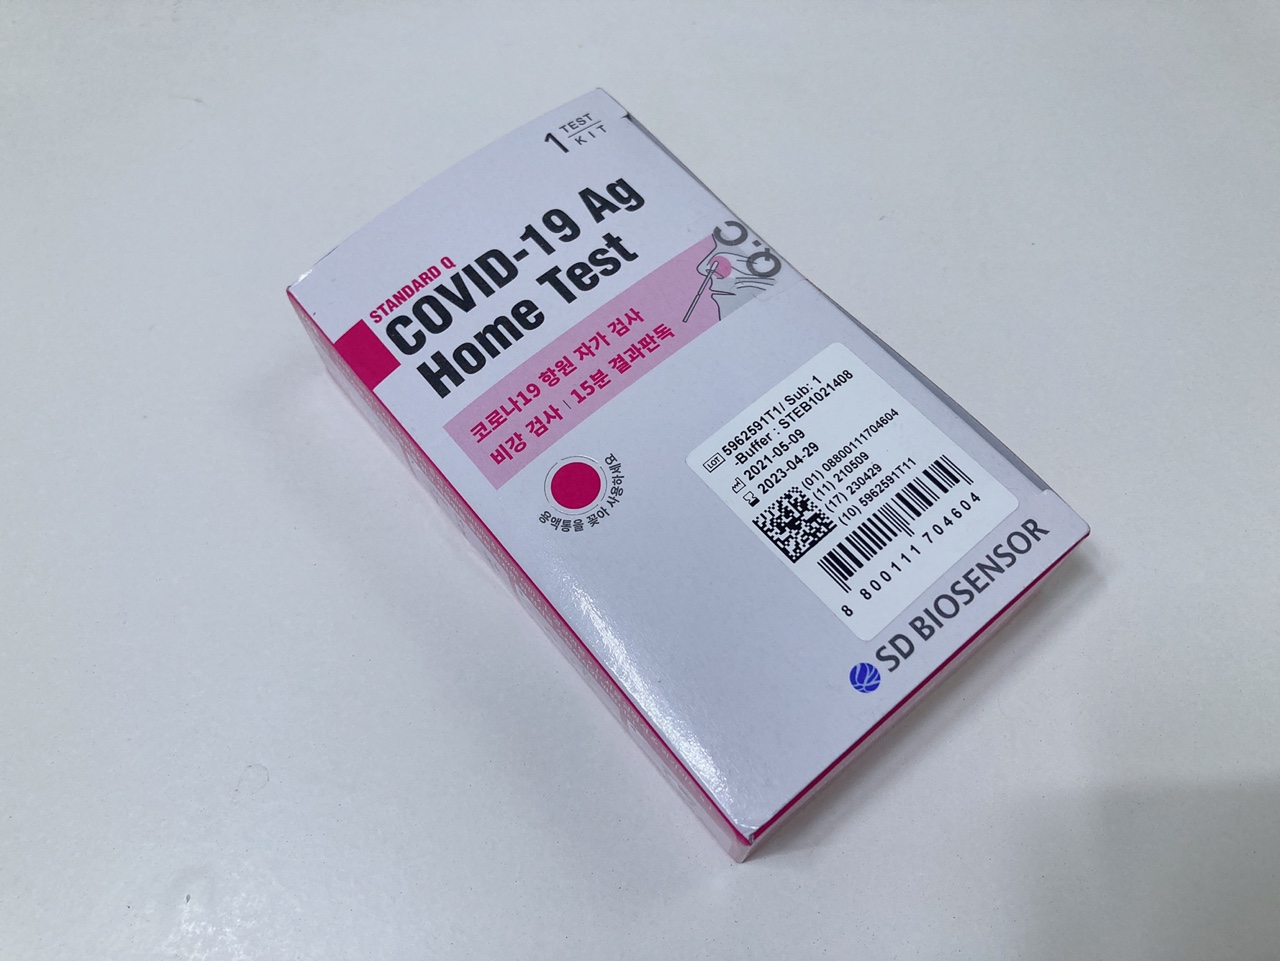 1 TEST KIT
STANDARD Q
COVID-19 Ag
Home Test
코로나19 항원 자가 검사
비강 검사 | 15분 결과판독
Q.C
용액통을 꽂아 사용하세요
LOT 5962591T1/ Sub: 1
-Buffer : STEB1021408
2021-05-09
2023-04-29
(01) 08800111704604
(11) 210509
(17) 230429
(10) 5962591T11
8 800111 704604
SD BIOSENSOR